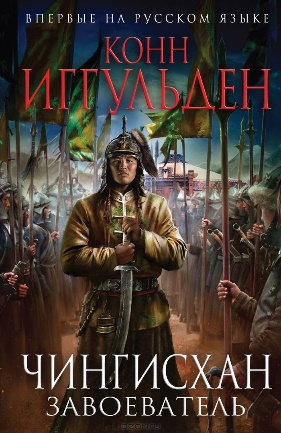 ВПЕРВЫЕ НА РУССКОМ ЯЗЫКЕ
КОНН
ИГГУЛЬДЕН
ЧИНГИСХАН
ЗАВОЕВАТЕЛЬ